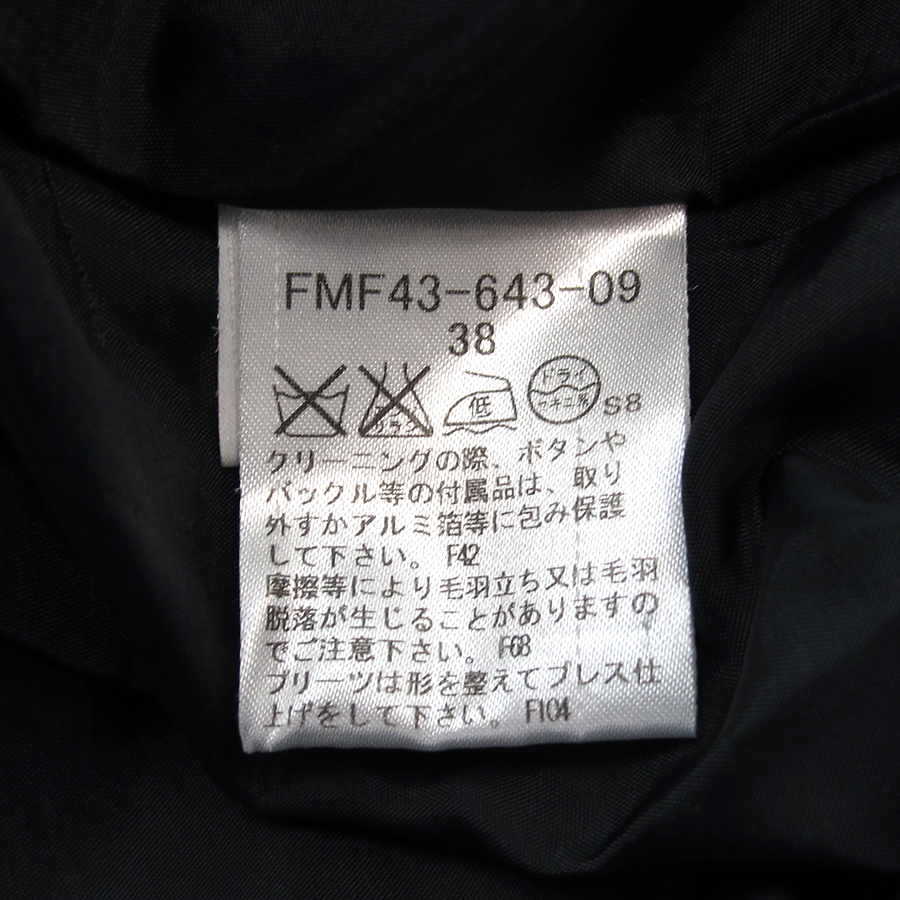 FMF43-643-09
38
エンソ
サラシ
低
ドライ
セキユ系
S8
クリーニングの際、ボタンや
バックル等の付属品は、取り
外すかアルミ箔等に包み保護
して下さい。 F42
摩擦等により毛羽立ち又は毛羽
脱落が生じることがありますの
でご注意下さい。 F68
プリーツは形を整えてプレス仕
上げをして下さい。 F104